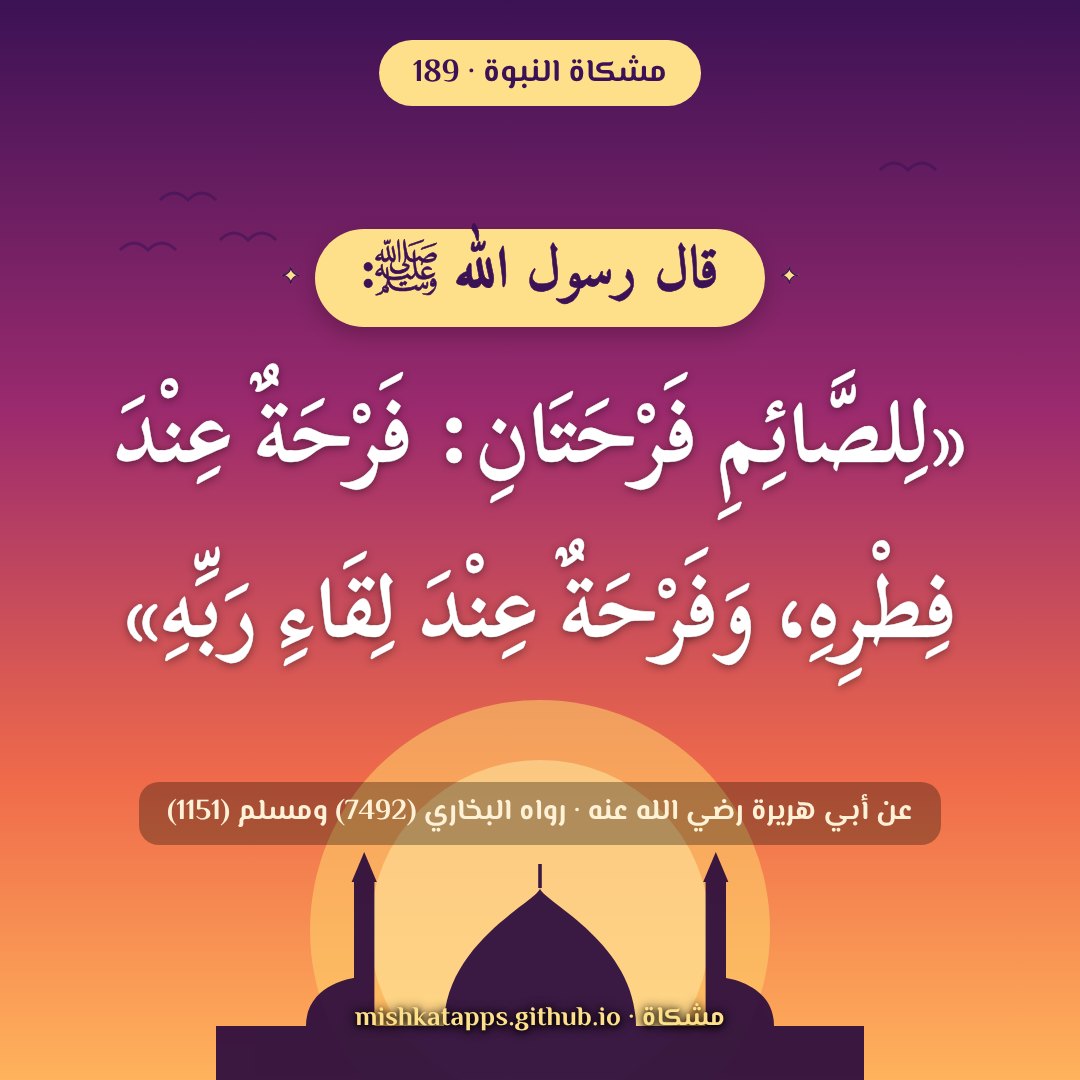 مشكاة النبوة · 189
قال رسول الله ﷺ:
«لِلصَّائِمِ فَرْحَتَانِ: فَرْحَةٌ عِنْدَ
فِطْرِهِ، وَفَرْحَةٌ عِنْدَ لِقَاءِ رَبِّهِ»
عن أبي هريرة رضي الله عنه · رواه البخاري (7492) ومسلم (1151)
مشكاة · mishkatapps.github.io